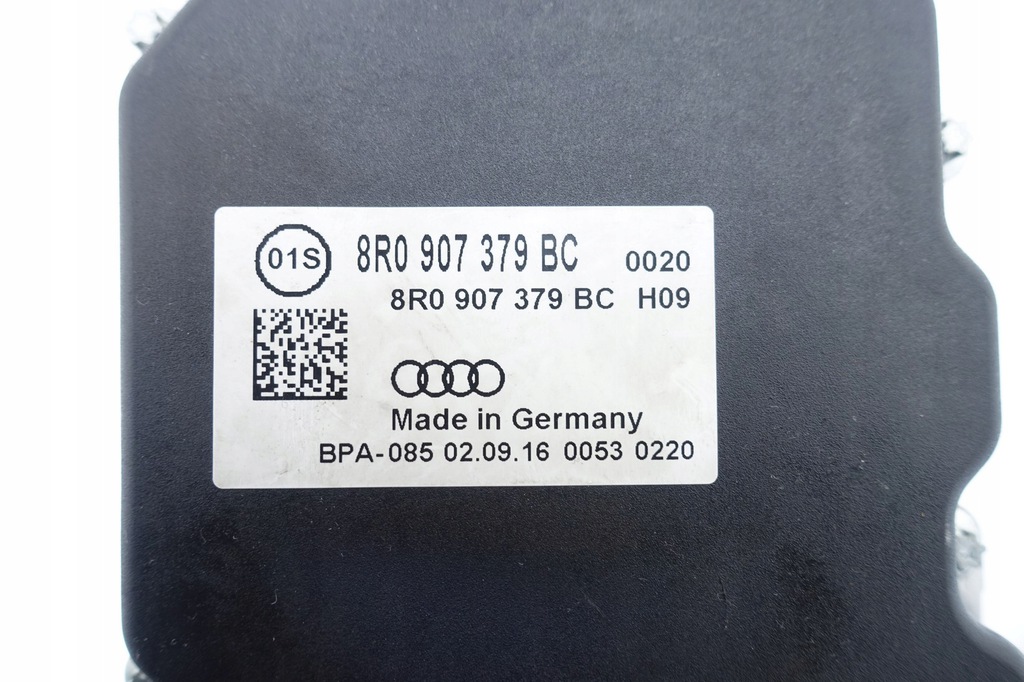 01S 8R0 907 379 BC 0020
8R0 907 379 BC H09
Made in Germany
BPA-085 02.09.16 0053 0220